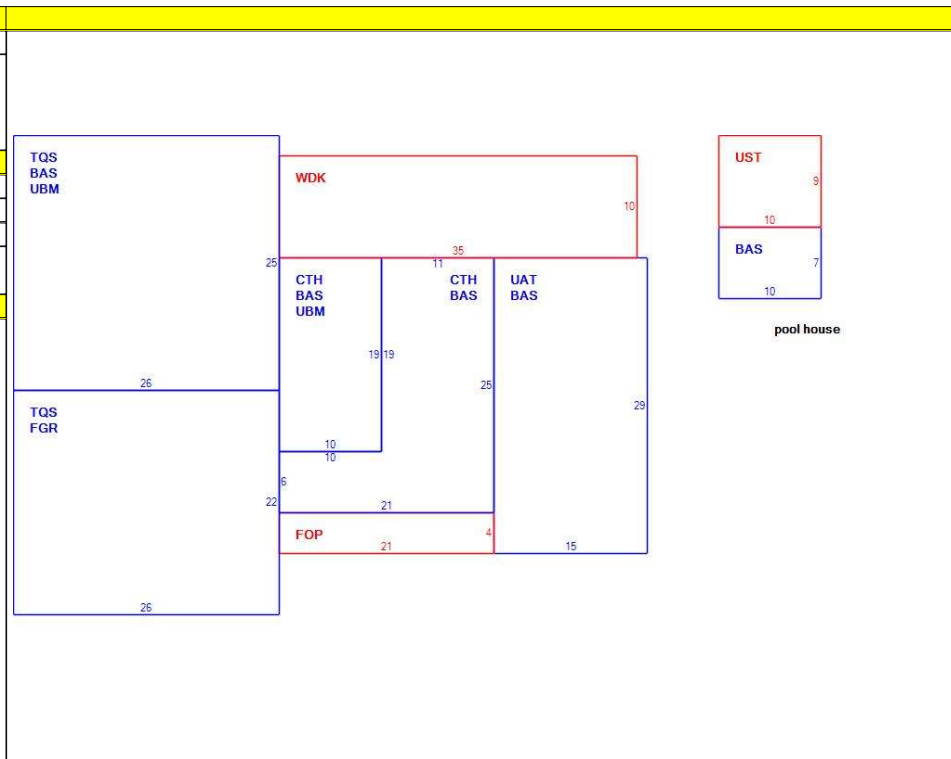 TQS
BAS
UBM
WDK
10
35
25
11
CTH
BAS
UBM
CTH
BAS
UAT
BAS
19
19
25
29
26
TQS
FGR
10
10
6
22
21
FOP
4
21
15
26
UST
9
10
BAS
7
10
pool house